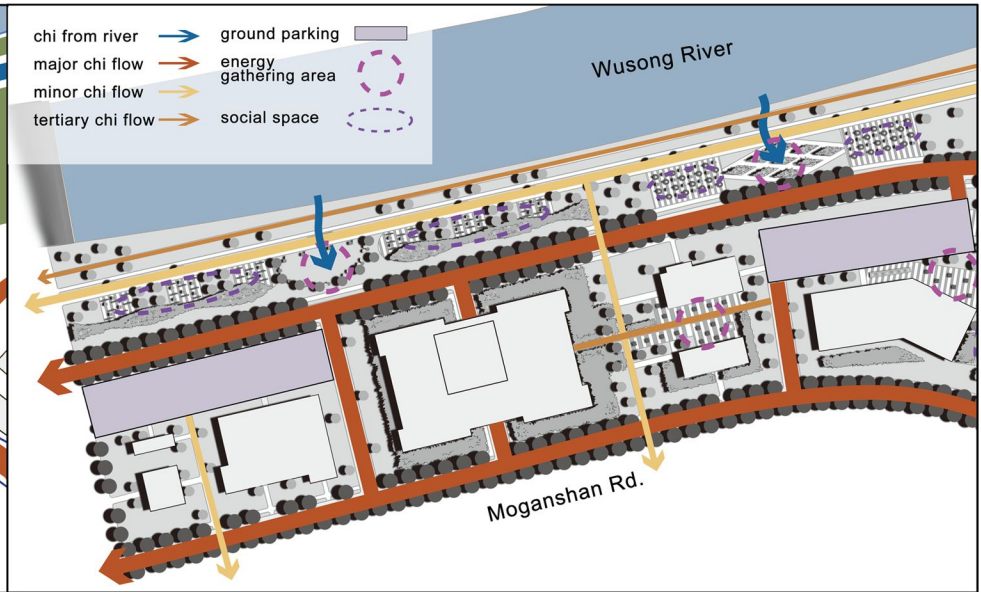 chi from river
major chi flow
minor chi flow
tertiary chi flow
ground parking
energy
gathering area
social space
Wusong River
Moganshan Rd.